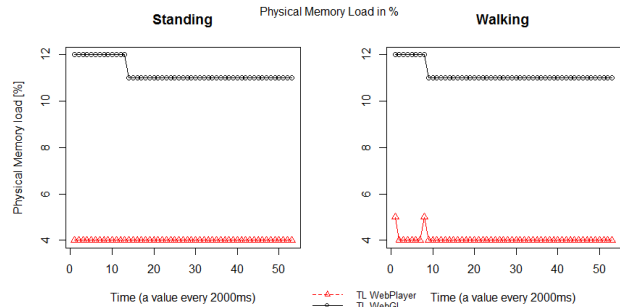 Physical Memory Load in %
Standing
Walking
Physical Memory load [%]
12
10
8
6
4
0 10 20 30 40 50
Time (a value every 2000ms)
12
10
8
6
4
0 10 20 30 40 50
Time (a value every 2000ms)
TL WebPlayer
TL WebGL